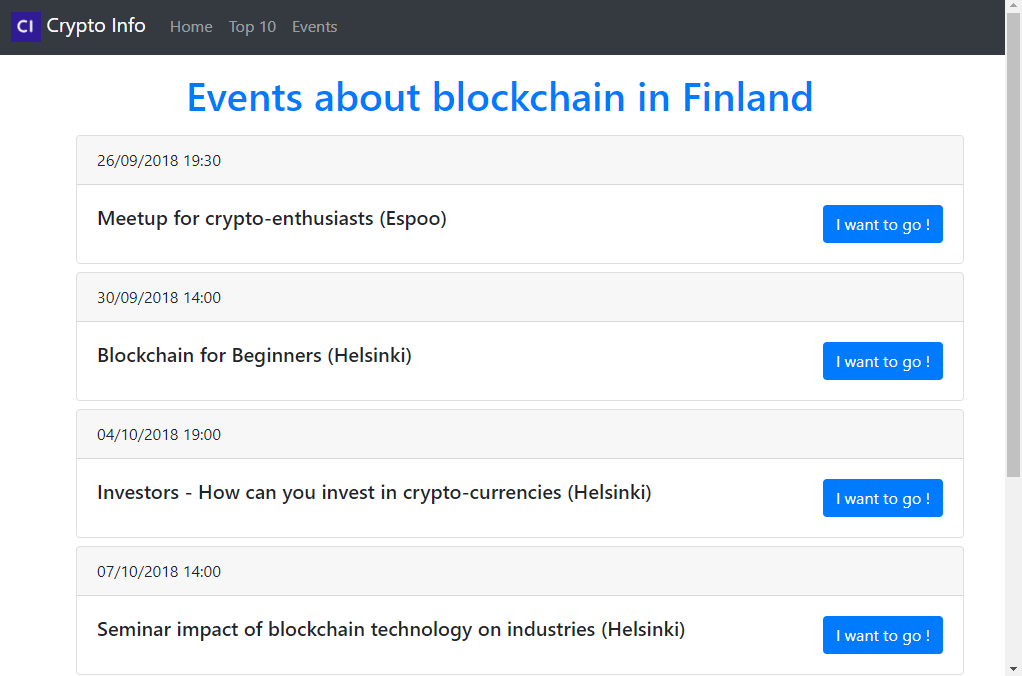 CI Crypto Info Home Top 10 Events
Events about blockchain in Finland
26/09/2018 19:30
Meetup for crypto-enthusiasts (Espoo)
I want to go !
30/09/2018 14:00
Blockchain for Beginners (Helsinki)
I want to go !
04/10/2018 19:00
Investors - How can you invest in crypto-currencies (Helsinki)
I want to go !
07/10/2018 14:00
Seminar impact of blockchain technology on industries (Helsinki)
I want to go !